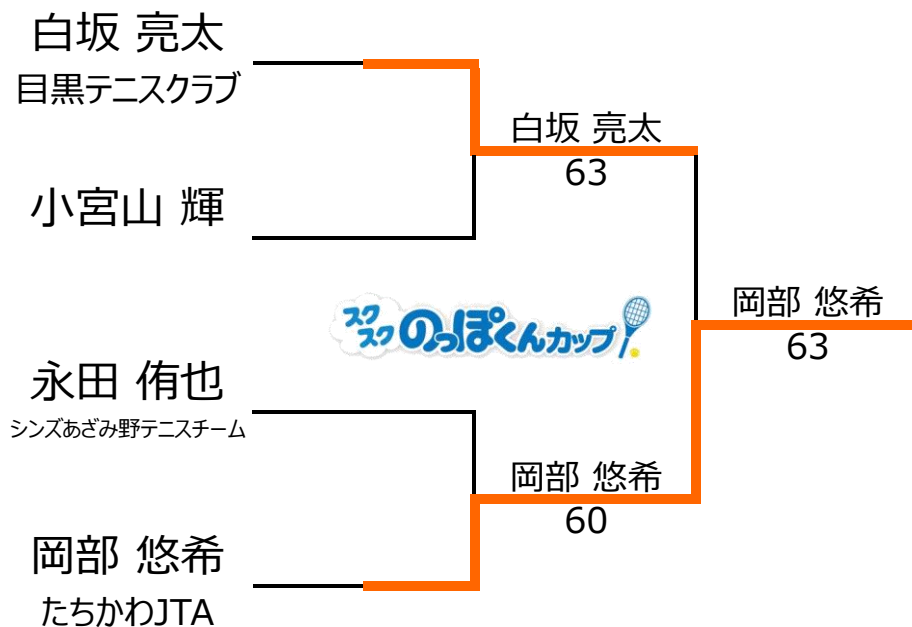 白坂 亮太
目黒テニスクラブ
白坂 亮太
63
小宮山 輝
岡部 悠希
63
スクスクのっぽくんカップ
永田 侑也
シンズあざみ野テニスチーム
岡部 悠希
60
岡部 悠希
たちかわJTA